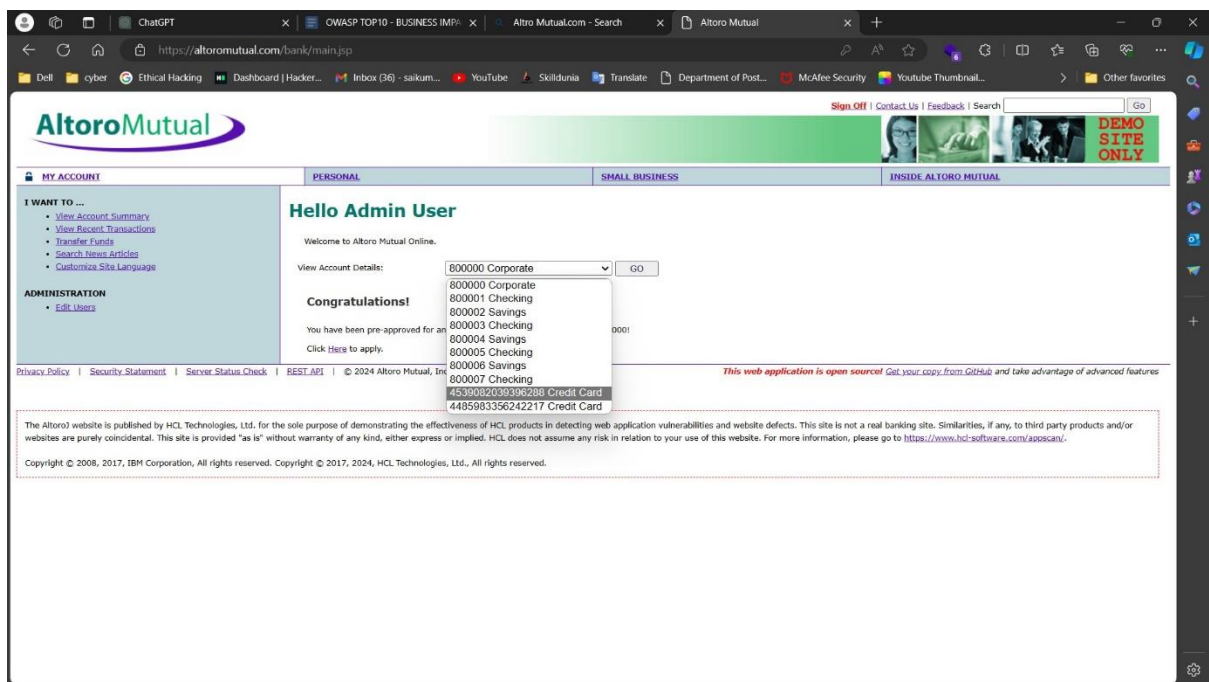 ChatGPT
OWASP TOP10 - BUSINESS IMPA
Altro Mutual.com - Search
Altoro Mutual
https://altoromutual.com/bank/main.jsp
Dell
cyber
Ethical Hacking
Dashboard | Hacker...
Inbox (36) - saikum...
YouTube
Skilldunia
Translate
Department of Post...
McAfee Security
Youtube Thumbnail...
Other favorites
Sign Off | Contact Us | Feedback | Search
Go
AltoroMutual
DEMO
SITE
ONLY
MY ACCOUNT
PERSONAL
SMALL BUSINESS
INSIDE ALTORO MUTUAL
I WANT TO ...
View Account Summary
View Recent Transactions
Transfer Funds
Search News Articles
Customize Site Language
ADMINISTRATION
Edit Users
Hello Admin User
Welcome to Altoro Mutual Online.
View Account Details:
800000 Corporate
GO
800000 Corporate
800001 Checking
800002 Savings
800003 Checking
800004 Savings
800005 Checking
800006 Savings
800007 Checking
4539082039396288 Credit Card
4485983356242217 Credit Card
Congratulations!
You have been pre-approved for an
000!
Click Here to apply.
Privacy Policy | Security Statement | Server Status Check | REST API | © 2024 Altoro Mutual, In
This web application is open source! Get your copy from GitHub and take advantage of advanced features
The AltoroJ website is published by HCL Technologies, Ltd. for the sole purpose of demonstrating the effectiveness of HCL products in detecting web application vulnerabilities and website defects. This site is not a real banking site. Similarities, if any, to third party products and/or
websites are purely coincidental. This site is provided "as is" without warranty of any kind, either express or implied. HCL does not assume any risk in relation to your use of this website. For more information, please go to https://www.hcl-software.com/appscan/.
Copyright © 2008, 2017, IBM Corporation, All rights reserved. Copyright © 2017, 2024, HCL Technologies, Ltd., All rights reserved.